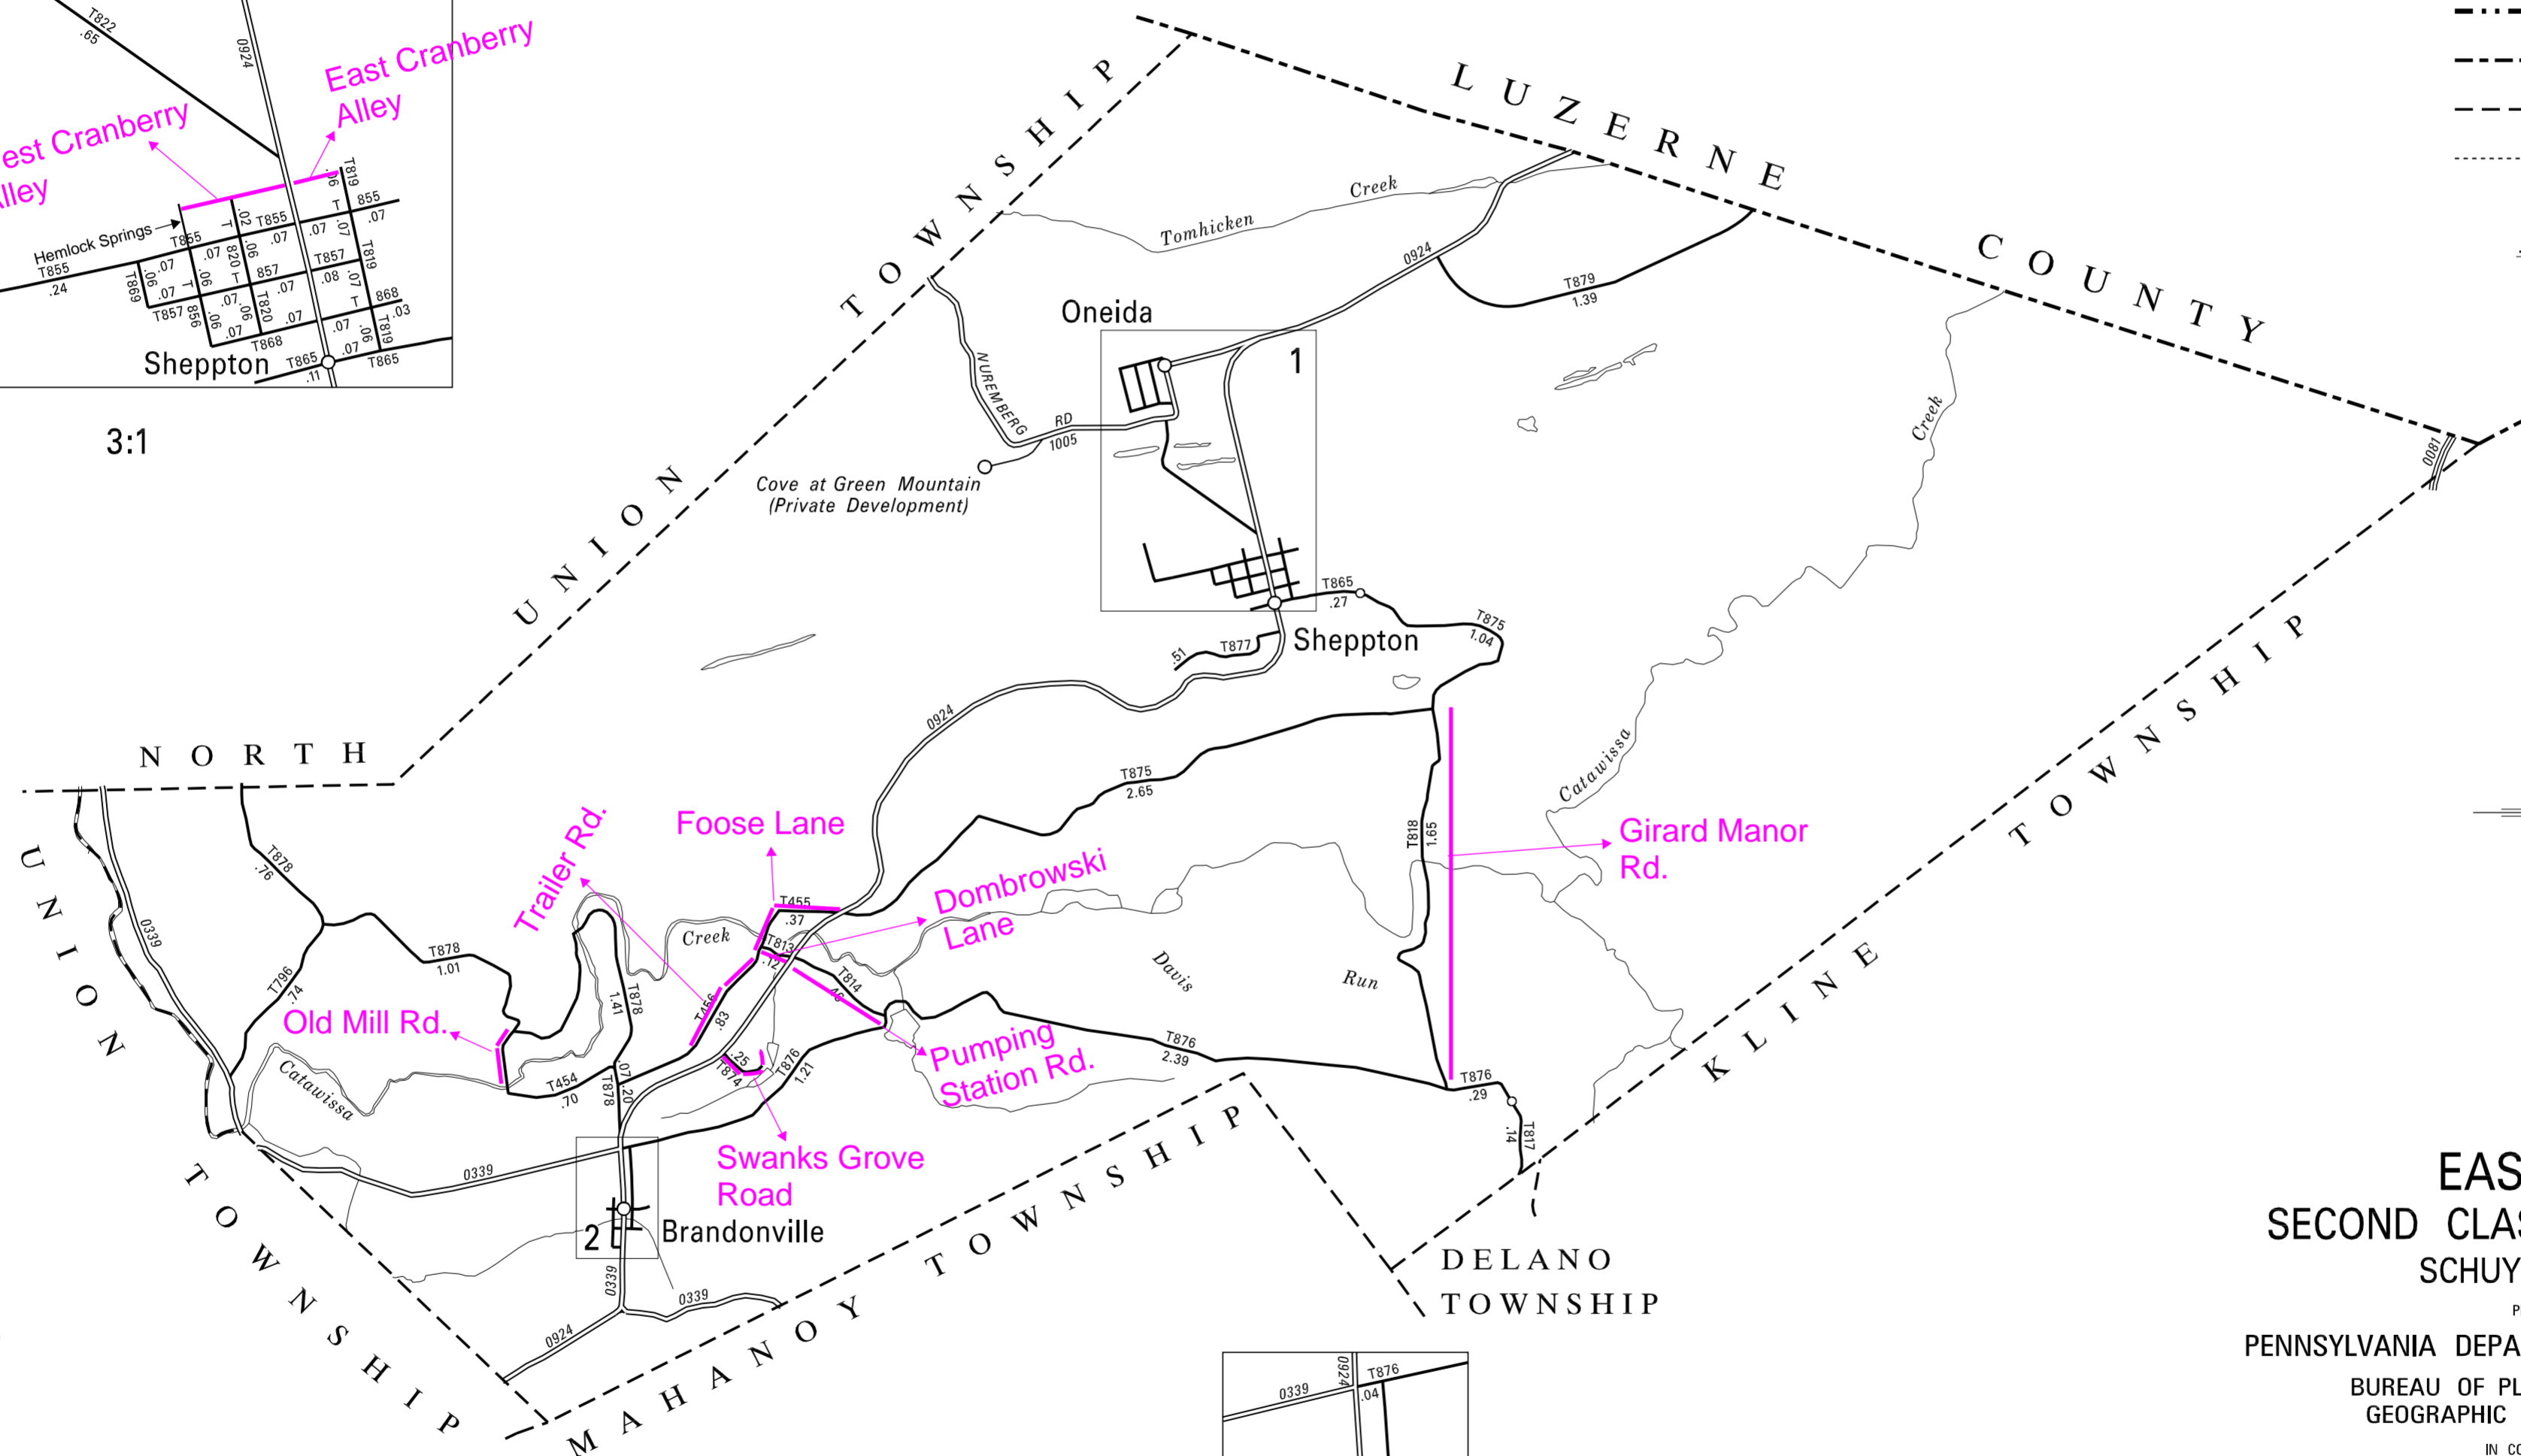 T822
.65
0924
East Cranberry
Alley
est Cranberry
lley
Hemlock Springs
T819
.06
T
855
.07
.02
T
T855
.07
.07
.07
T855
.07
.06
820
T
857
T857
.08
.07
T819
.07
T855
.24
T869
.06
.07
.07
T
.06
856
T857
.07
.06
.06
T820
.07
.07
T868
T
868
.03
.07
.06
T819
.07
Sheppton
T865
.11
T865
3:1
LUZERNE
COUNTY
UNION
TOWNSHIP
Tomhicken
Creek
0924
T879
1.39
Oneida
1
NUREMBERG
RD
1005
Cove at Green Mountain
(Private Development)
Creek
0081
T865
.27
T875
1.04
Sheppton
T877
.51
0924
T875
2.65
Catawissa
T818
1.65
Girard Manor
Rd.
NORTH
UNION
TOWNSHIP
T878
.76
0339
T796
.74
T878
1.01
Trailer Rd.
Foose Lane
T455
.37
Dombrowski
Lane
Creek
T813
.12
T814
.46
T456
.83
T878
1.41
Old Mill Rd.
Catawissa
T454
.70
.07
T878
.20
.25
T874
T876
1.21
Pumping
Station Rd.
Davis
Run
T876
2.39
T876
.29
T817
.14
KLINE
TOWNSHIP
Swanks Grove
Road
0339
2
Brandonville
0339
0339
0924
MAHANOY TOWNSHIP
DELANO
TOWNSHIP
0339
0924
T876
.04
EAS
SECOND CLAS
SCHUY
P
PENNSYLVANIA DEPA
BUREAU OF PL
GEOGRAPHIC
IN CO